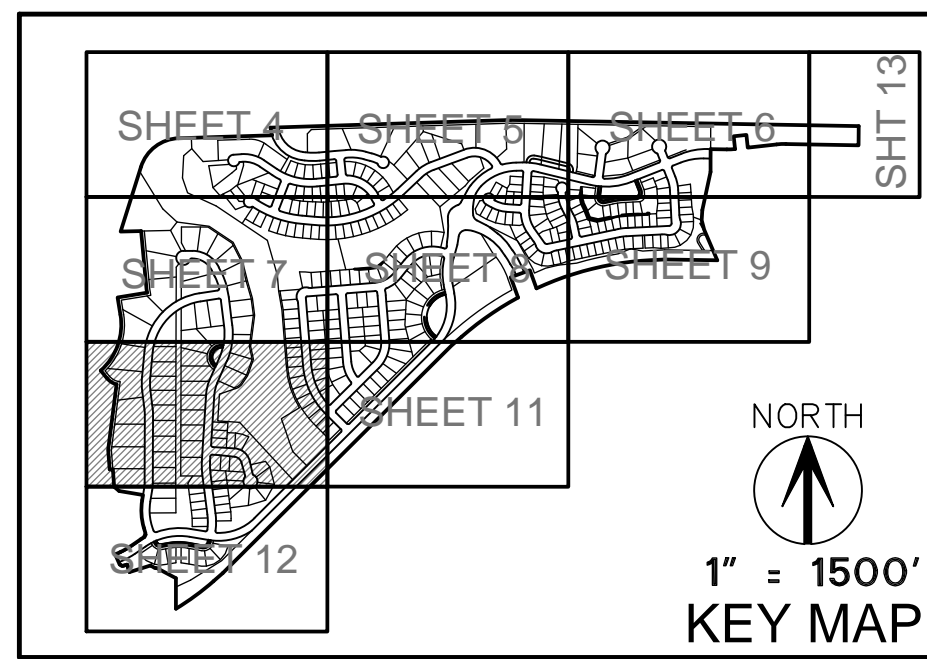 SHEET 4
SHEET 5
SHEET 6
SHT 13
SHEET 7
SHEET 8
SHEET 9
SHEET 11
SHEET 12
NORTH
1" = 1500'
KEY MAP